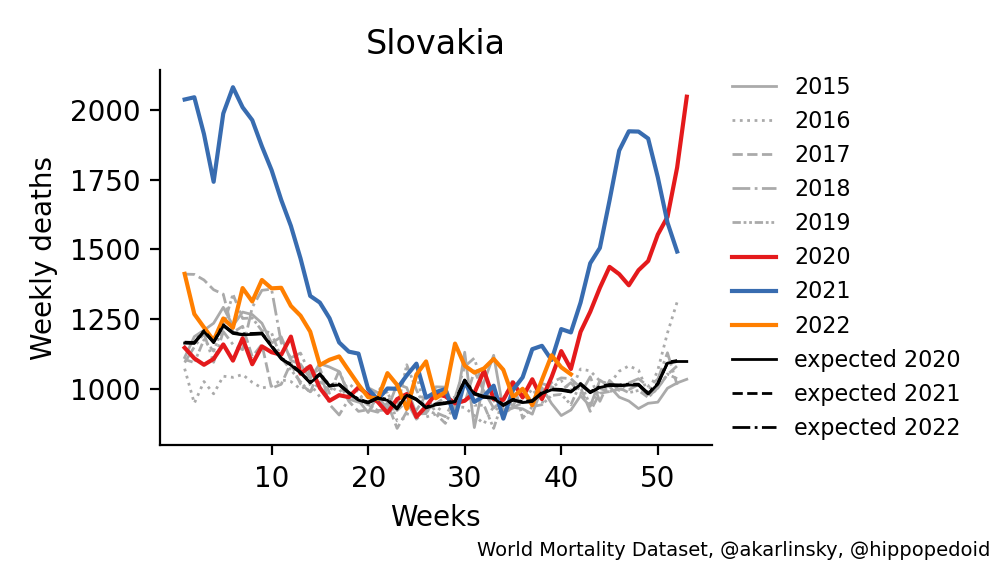 Slovakia
Weekly deaths
2000
1750
1500
1250
1000
10 20 30 40 50
Weeks
2015
2016
2017
2018
2019
2020
2021
2022
expected 2020
expected 2021
expected 2022
World Mortality Dataset, @akarlinsky, @hippopedoid